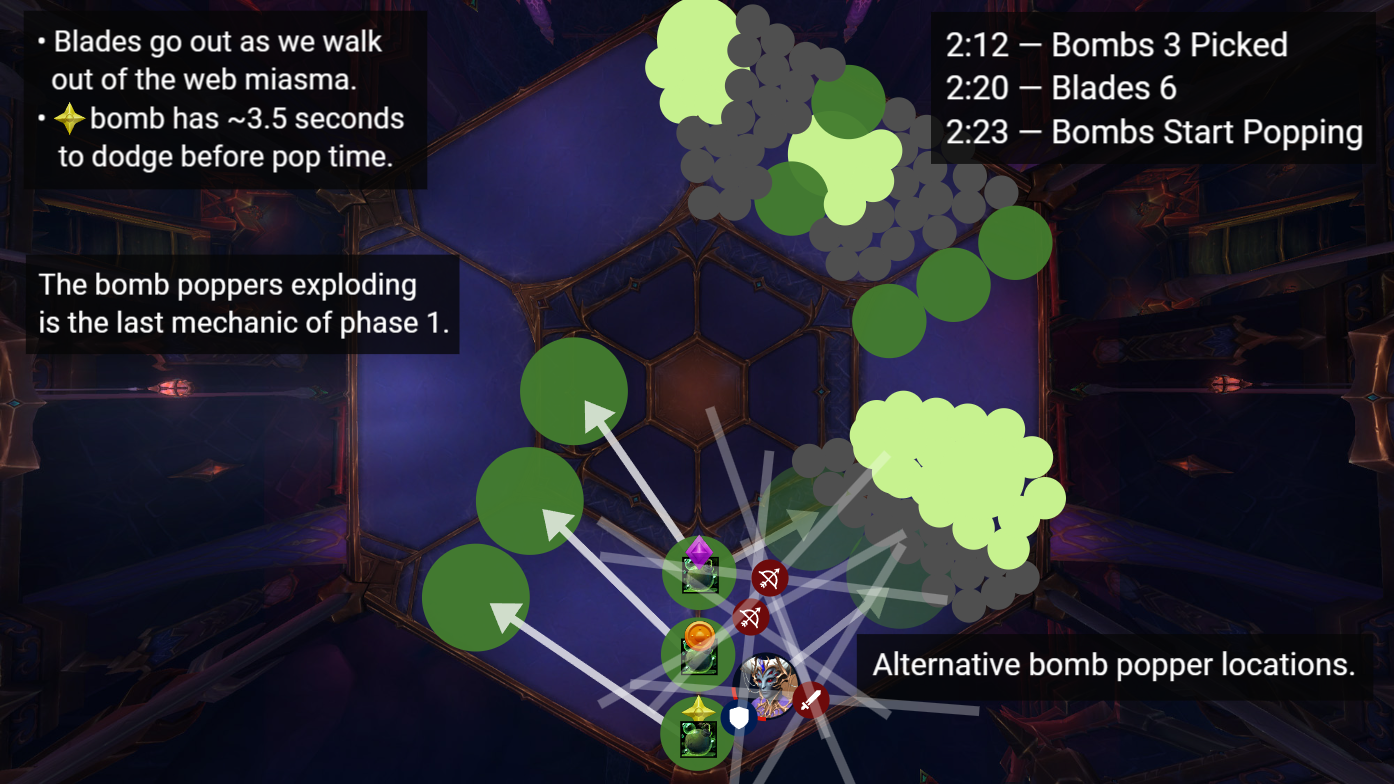 • Blades go out as we walk
out of the web miasma.
• bomb has ~3.5 seconds
to dodge before pop time.
2:12 — Bombs 3 Picked
2:20 — Blades 6
2:23 — Bombs Start Popping
The bomb poppers exploding
is the last mechanic of phase 1.
Alternative bomb popper locations.